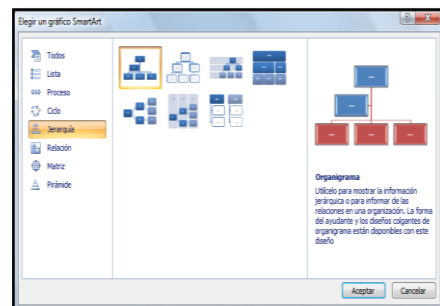 Elegir un gráfico SmartArt
Todos
Lista
Proceso
Ciclo
Jerarquía
Relación
Matriz
Pirámide
Organigrama
Utilícelo para mostrar la información
jerárquica o para informar de las
relaciones en una organización. La forma
del ayudante y los diseños colgantes de
organigrama están disponibles con este
diseño
Aceptar
Cancelar